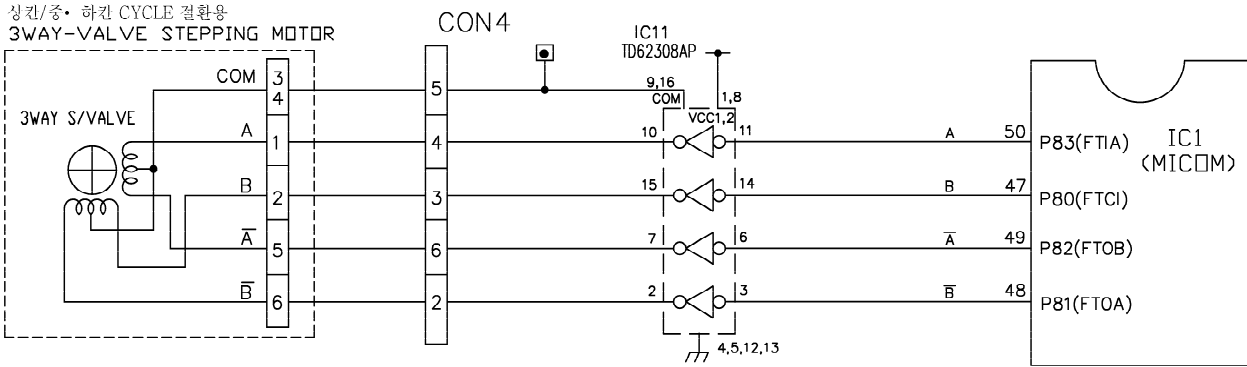 상칸/중· 하칸 CYCLE 절환용
3WAY-VALVE STEPPING MOTOR
CON4
IC11
TD62308AP
COM
3
4
5
9,16
COM
1,8
VCC1,2
3WAY S/VALVE
A
1
4
10
11
A
50
P83(FTIA)
IC1
(MICOM)
B
2
3
15
14
B
47
P80(FTCI)
A̅
5
6
7
6
A̅
49
P82(FTOB)
B̅
6
2
2
3
B̅
48
P81(FTOA)
4,5,12,13